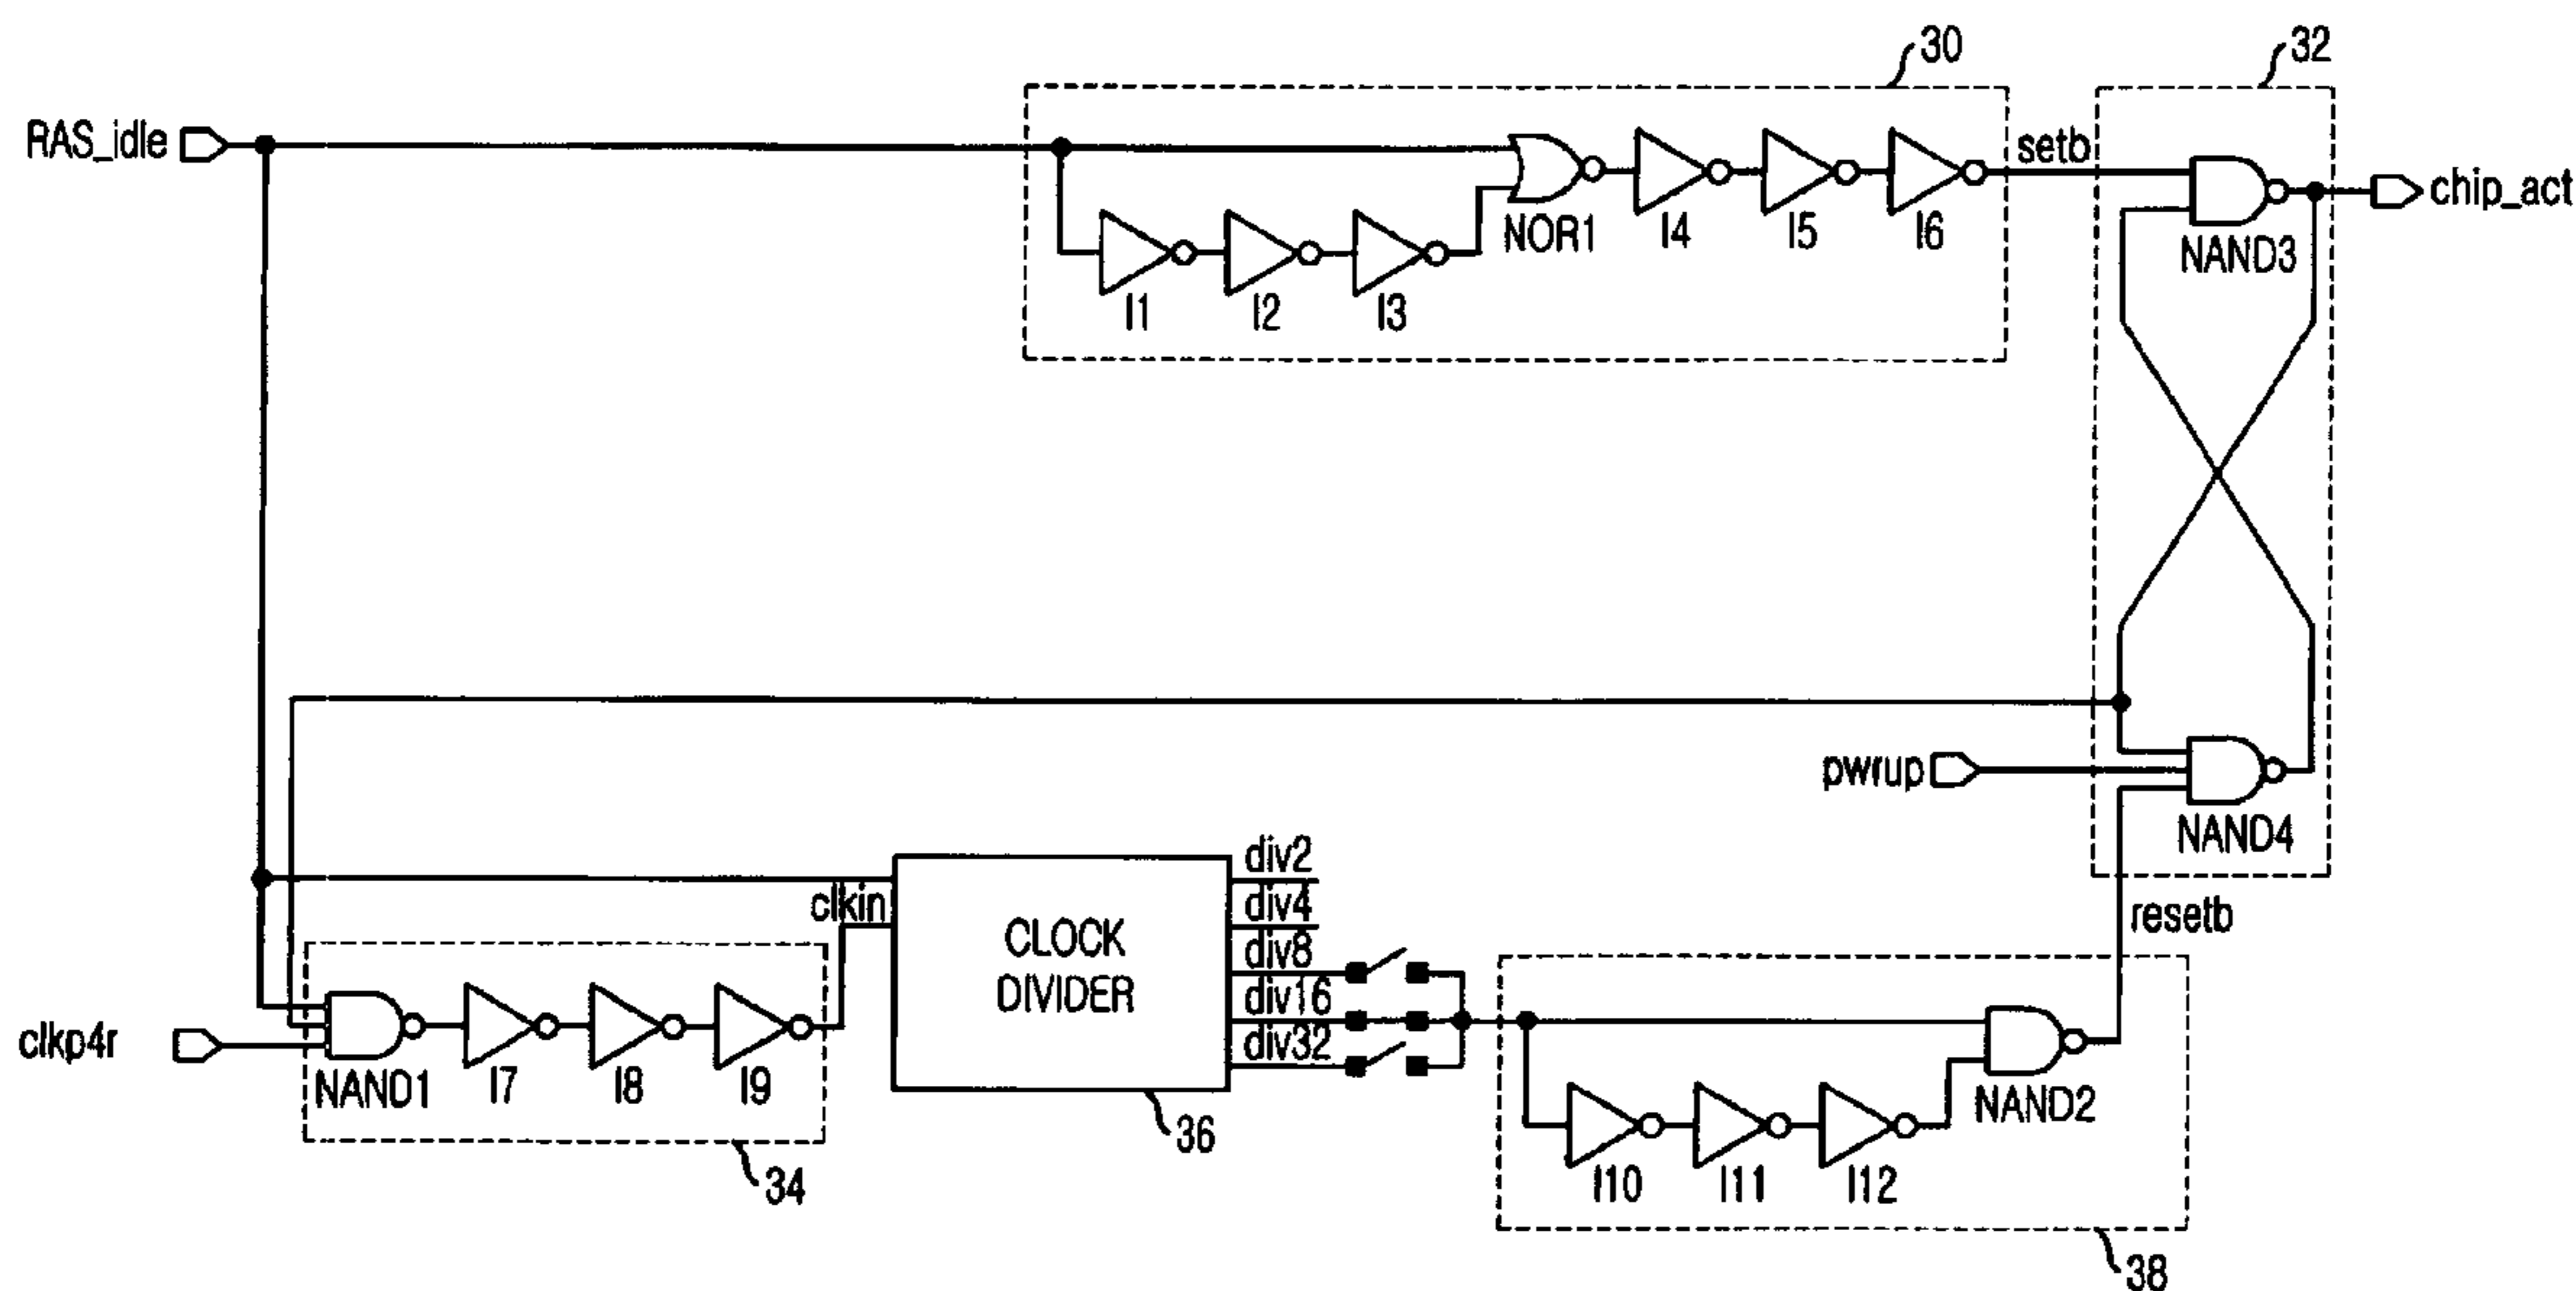 30
32
RAS_idle
setb
chip_act
NOR1
I4
I5
I6
NAND3
I1
I2
I3
pwrup
NAND4
div2
div4
div8
div16
div32
clkin
CLOCK
DIVIDER
resetb
clkp4r
NAND1
I7
I8
I9
NAND2
I10
I11
I12
36
34
38